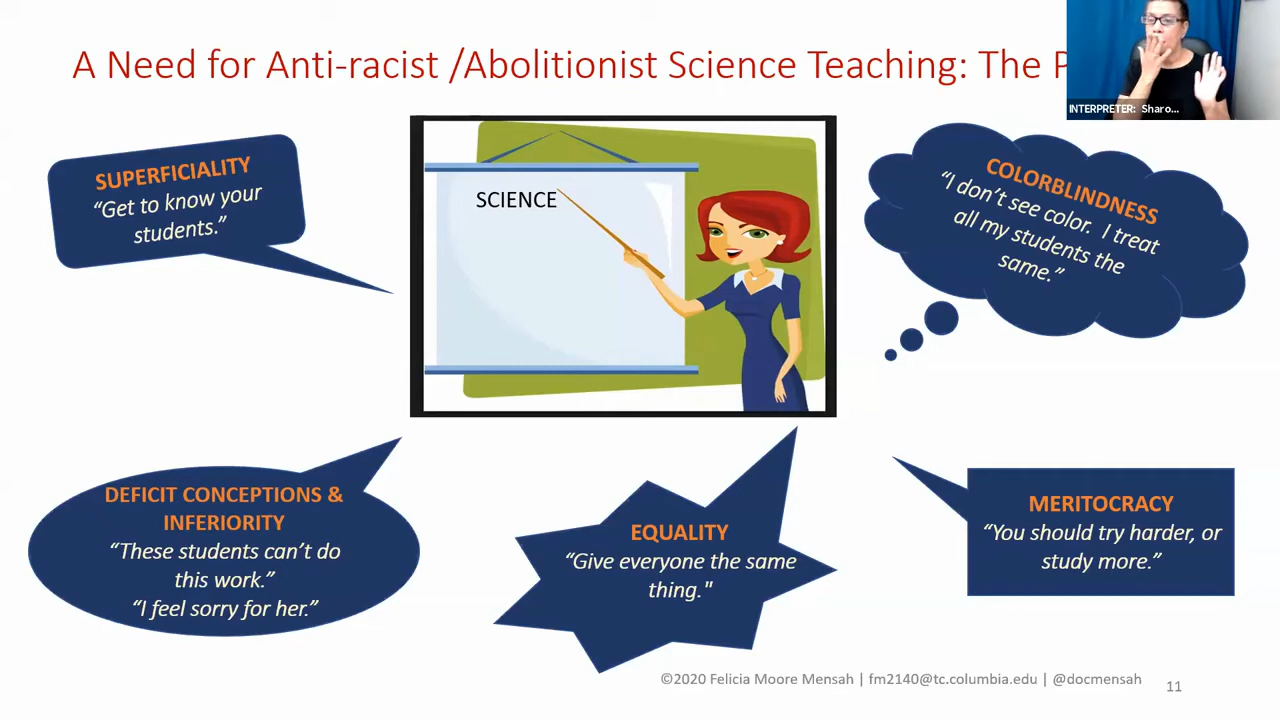 A Need for Anti-racist /Abolitionist Science Teaching: The P
INTERPRETER: Sharo...
SUPERFICIALITY
“Get to know your
students.”
SCIENCE
COLORBLINDNESS
“I don’t see color. I treat
all my students the
same.”
DEFICIT CONCEPTIONS &
INFERIORITY
“These students can’t do
this work.”
“I feel sorry for her.”
EQUALITY
“Give everyone the same
thing."
MERITOCRACY
“You should try harder, or
study more.”
©2020 Felicia Moore Mensah | fm2140@tc.columbia.edu | @docmensah
11